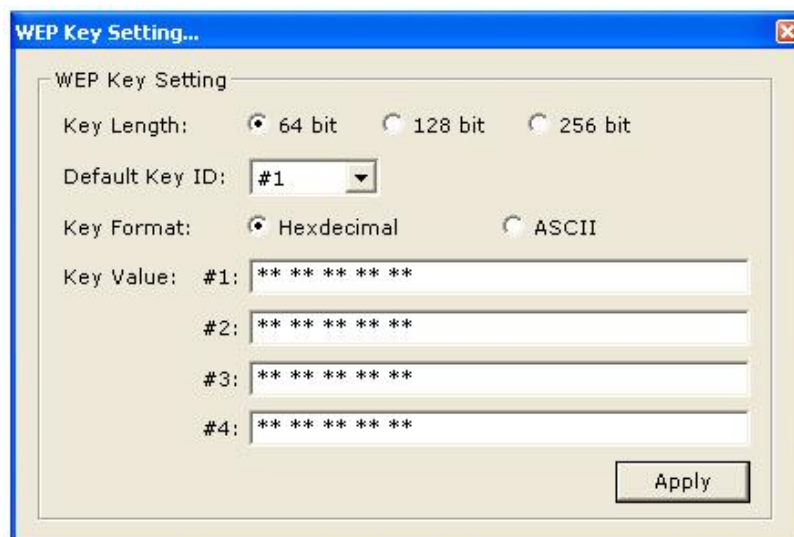 WEP Key Setting...
WEP Key Setting
Key Length: 64 bit 128 bit 256 bit
Default Key ID: #1
Key Format: Hexdecimal ASCII
Key Value: #1: ** ** ** ** **
#2: ** ** ** ** **
#3: ** ** ** ** **
#4: ** ** ** ** **
Apply